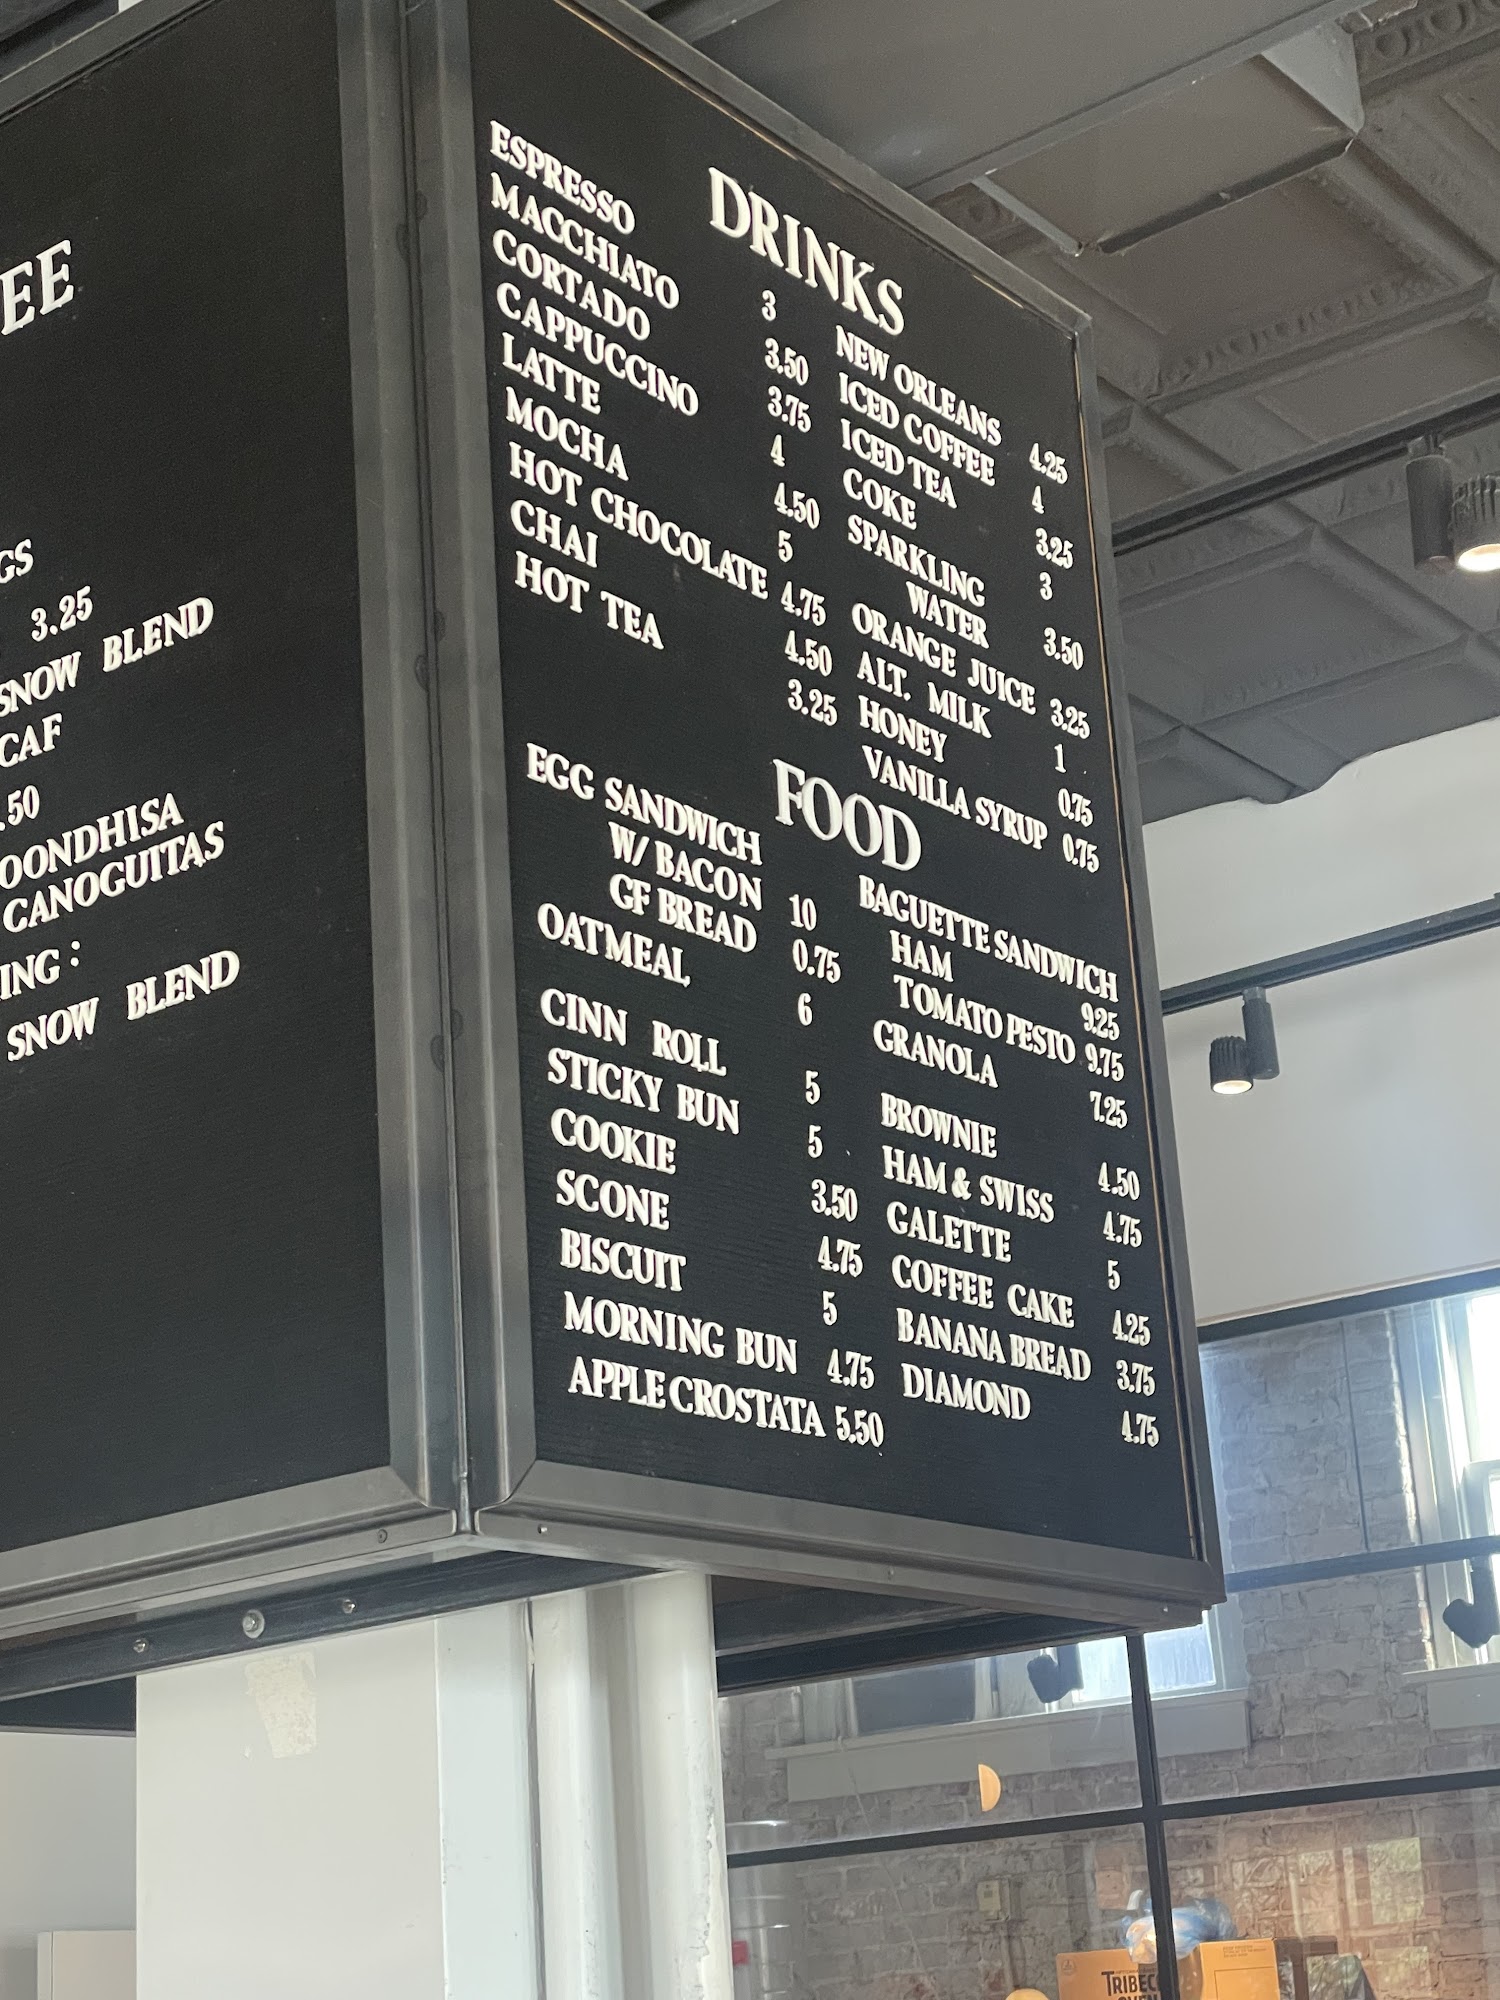 EE
GS
3.25
SNOW BLEND
CAF
.50
OONDHISA
CANOGUITAS
ING :
SNOW BLEND
DRINKS
ESPRESSO 3
MACCHIATO 3.50
CORTADO 3.75
CAPPUCCINO 4
LATTE 4.50
MOCHA 5
HOT CHOCOLATE 4.75
CHAI 4.50
HOT TEA 3.25
NEW ORLEANS 4.25
ICED COFFEE 4
ICED TEA 3.25
COKE 3
SPARKLING
WATER 3.50
ORANGE JUICE 3.25
ALT. MILK 1
HONEY 0.75
VANILLA SYRUP 0.75
FOOD
EGG SANDWICH
W/ BACON 10
GF BREAD 0.75
OATMEAL 6
CINN ROLL 5
STICKY BUN 5
COOKIE 3.50
SCONE 4.75
BISCUIT 5
MORNING BUN 4.75
APPLE CROSTATA 5.50
BAGUETTE SANDWICH
HAM 9.25
TOMATO PESTO 9.75
GRANOLA 7.25
BROWNIE 4.50
HAM & SWISS 4.75
GALETTE 5
COFFEE CAKE 4.25
BANANA BREAD 3.75
DIAMOND 4.75
TRIBEC
OVEN